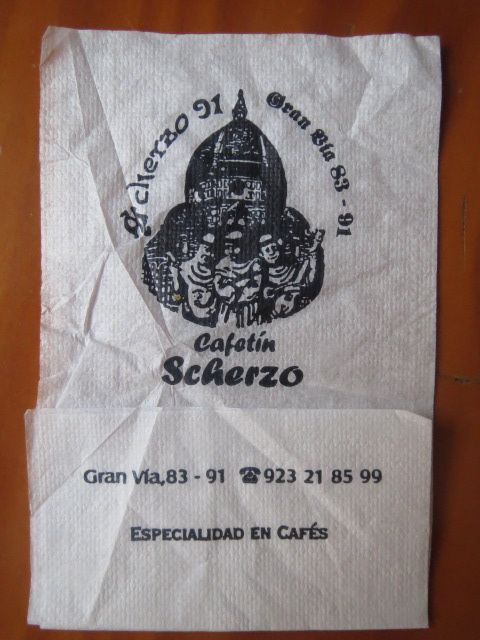 Scherzo 91
Gran Vía 83 - 91
Cafetín
Scherzo
Gran Vía,83 - 91 ☎923 21 85 99
ESPECIALIDAD EN CAFÉS